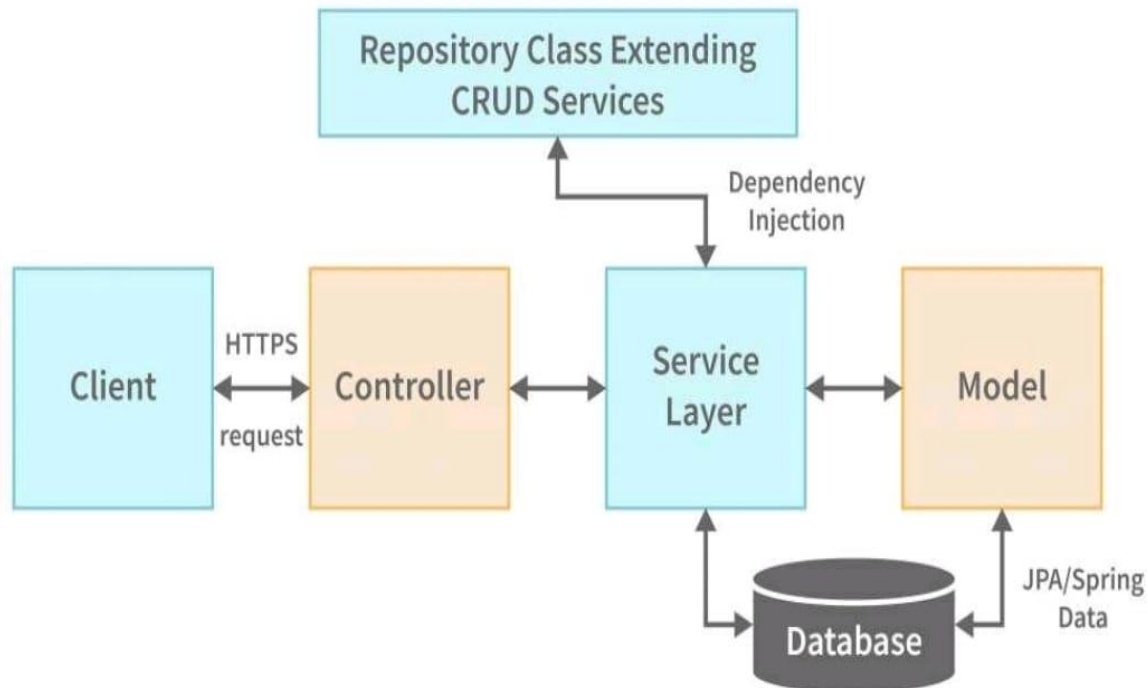 Repository Class Extending
CRUD Services
Dependency
Injection
Client
HTTPS
request
Controller
Service
Layer
Model
JPA/Spring
Data
Database